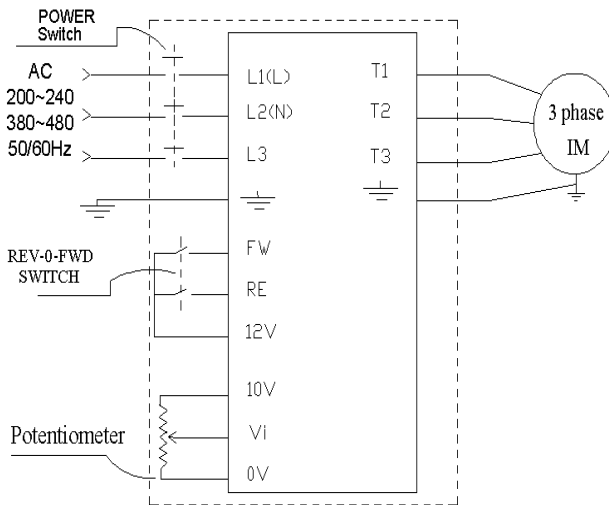 POWER
Switch
AC
200~240
380~480
50/60Hz
L1(L)
L2(N)
L3
T1
T2
T3
3 phase
IM
REV-0-FWD
SWITCH
FW
RE
12V
10V
Vi
0V
Potentiometer